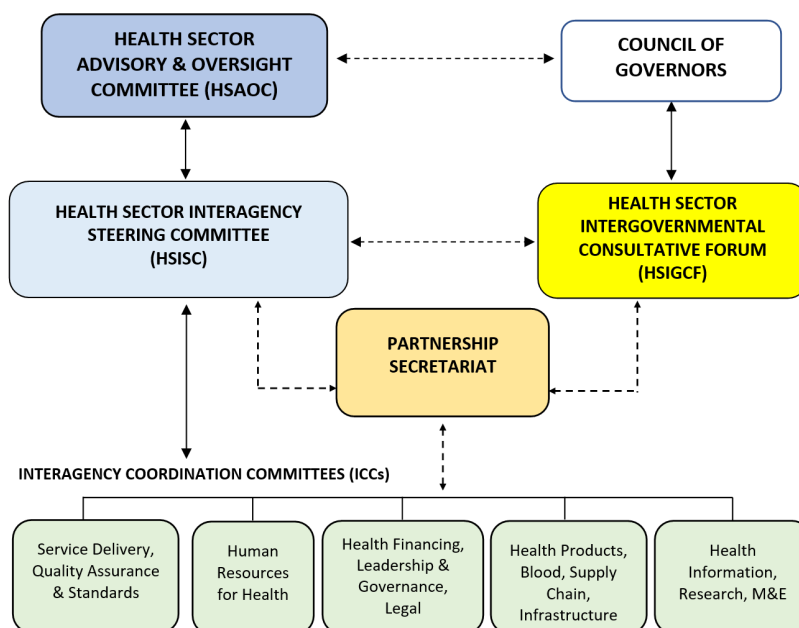 HEALTH SECTOR
ADVISORY & OVERSIGHT
COMMITTEE (HSAOC)
COUNCIL OF
GOVERNORS
HEALTH SECTOR INTERAGENCY
STEERING COMMITTEE
(HSISC)
HEALTH SECTOR
INTERGOVERNMENTAL
CONSULTATIVE FORUM
(HSIGCF)
PARTNERSHIP
SECRETARIAT
INTERAGENCY COORDINATION COMMITTEES (ICCs)
Service Delivery,
Quality Assurance
& Standards
Human
Resources
for Health
Health Financing,
Leadership &
Governance,
Legal
Health Products,
Blood, Supply
Chain,
Infrastructure
Health
Information,
Research, M&E